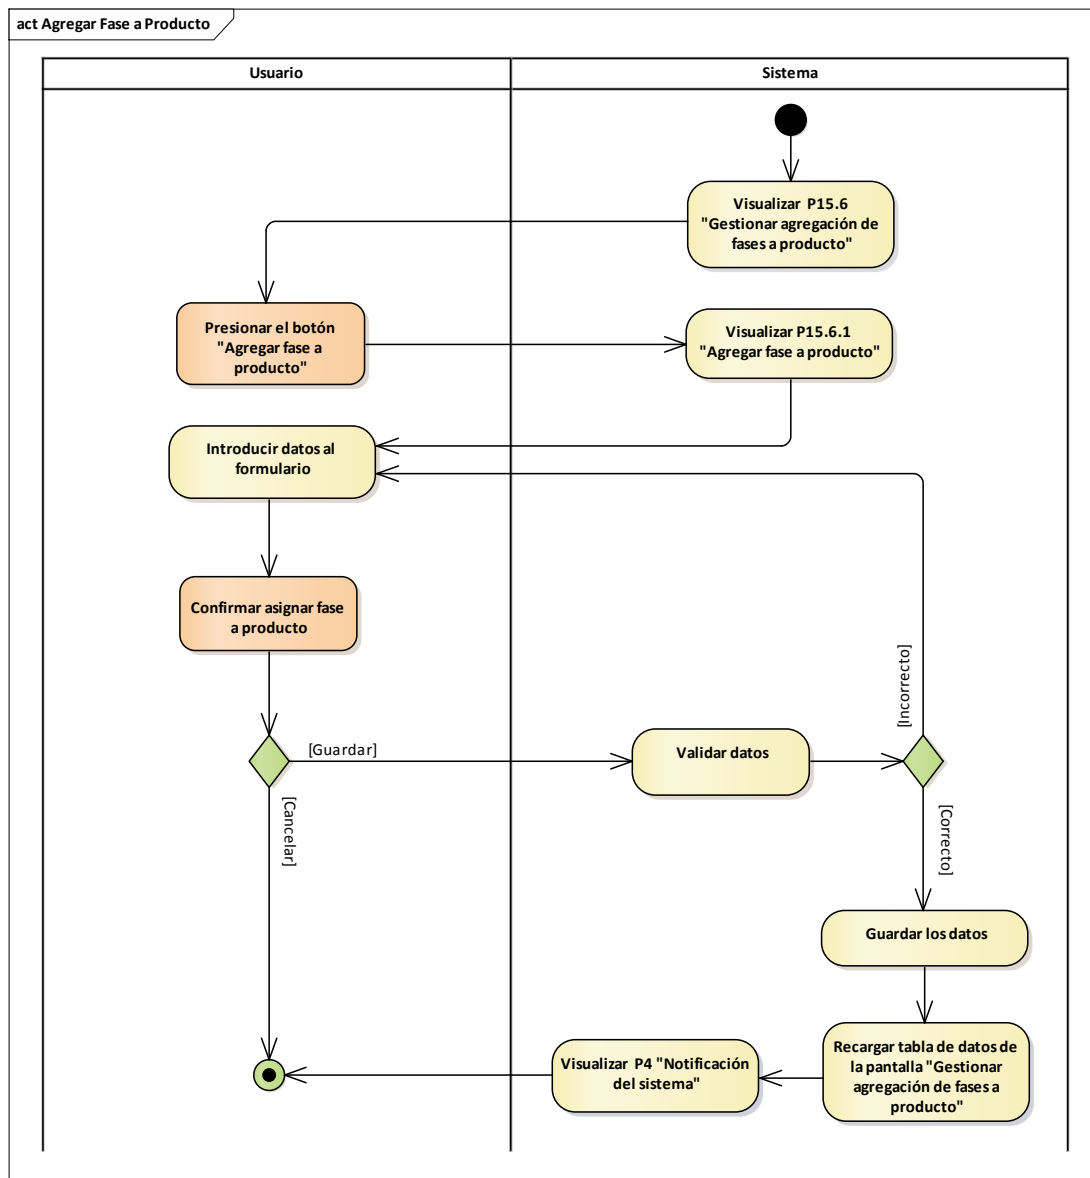 act Agregar Fase a Producto
Usuario
Sistema
Visualizar P15.6
"Gestionar agregación de
fases a producto"
Presionar el botón
"Agregar fase a
producto"
Visualizar P15.6.1
"Agregar fase a producto"
Introducir datos al
formulario
Confirmar asignar fase
a producto
[Incorrecto]
[Guardar]
Validar datos
[Cancelar]
[Correcto]
Guardar los datos
Recargar tabla de datos de
la pantalla "Gestionar
agregación de fases a
producto"
Visualizar P4 "Notificación
del sistema"